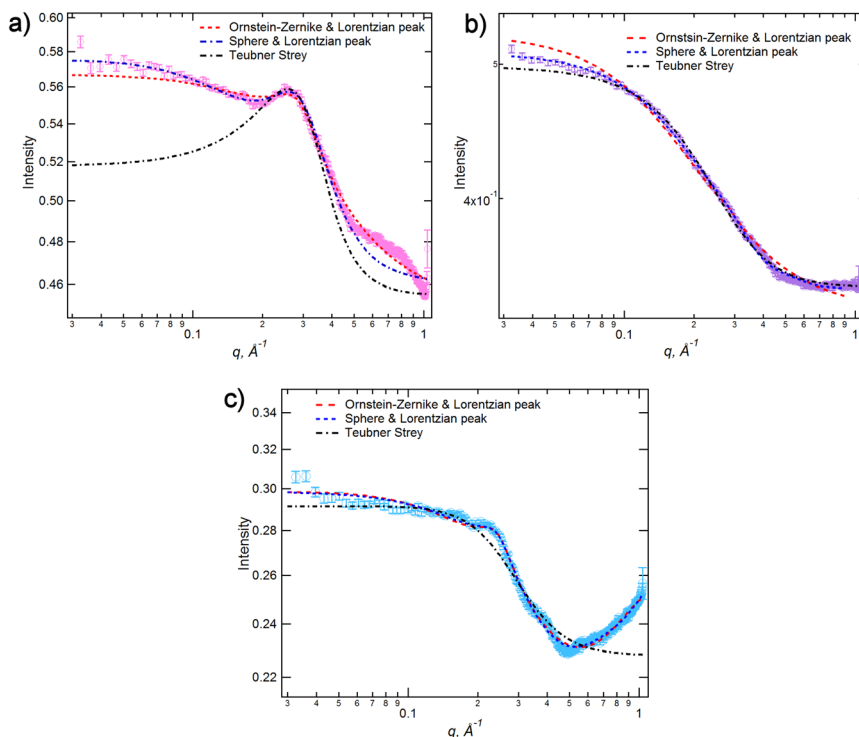 a)
Ornstein-Zernike & Lorentzian peak
Sphere & Lorentzian peak
Teubner Strey
0.60
0.58
0.56
0.54
0.52
0.50
0.48
0.46
Intensity
3 4 5 6 7 8 9 0.1 2 3 4 5 6 7 8 9 1
q, Å-1
b)
Ornstsin-Zernike & Lorentzian peak
Sphere & Lorentzian peak
Teubner Strey
5
4x10-1
Intensity
3 4 5 6 7 8 9 0.1 2 3 4 5 6 7 8 9 1
q, Å-1
c)
Ornstein-Zernike & Lorentzian peak
Sphere & Lorentzian peak
Teubner Strey
0.34
0.32
0.30
0.28
0.26
0.24
0.22
Intensity
3 4 5 6 7 8 9 0.1 2 3 4 5 6 7 8 9 1
q, Å-1